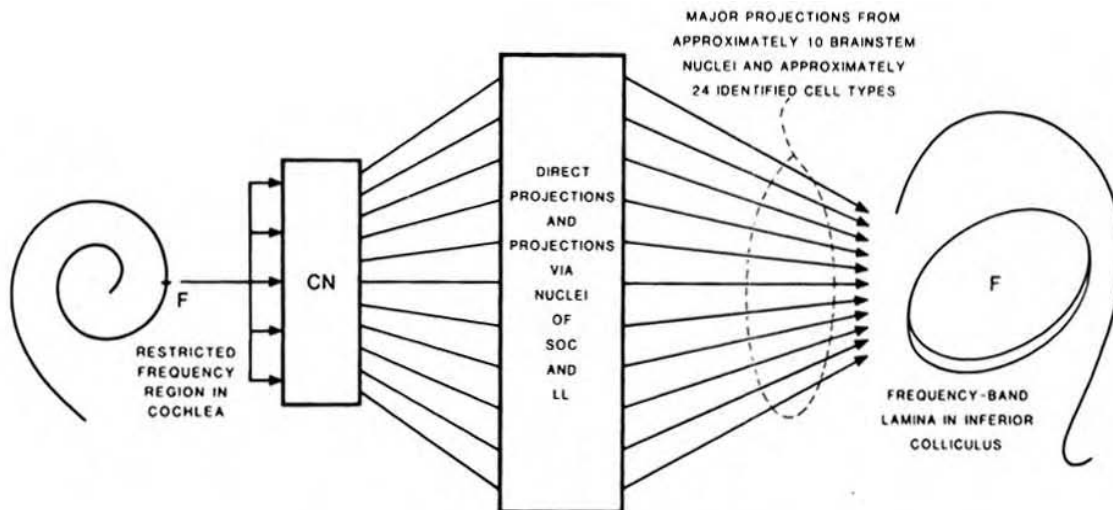 MAJOR PROJECTIONS FROM
APPROXIMATELY 10 BRAINSTEM
NUCLEI AND APPROXIMATELY
24 IDENTIFIED CELL TYPES
F
RESTRICTED
FREQUENCY
REGION IN
COCHLEA
CN
DIRECT
PROJECTIONS
AND
PROJECTIONS
VIA
NUCLEI
OF
SOC
AND
LL
F
FREQUENCY-BAND
LAMINA IN INFERIOR
COLLICULUS